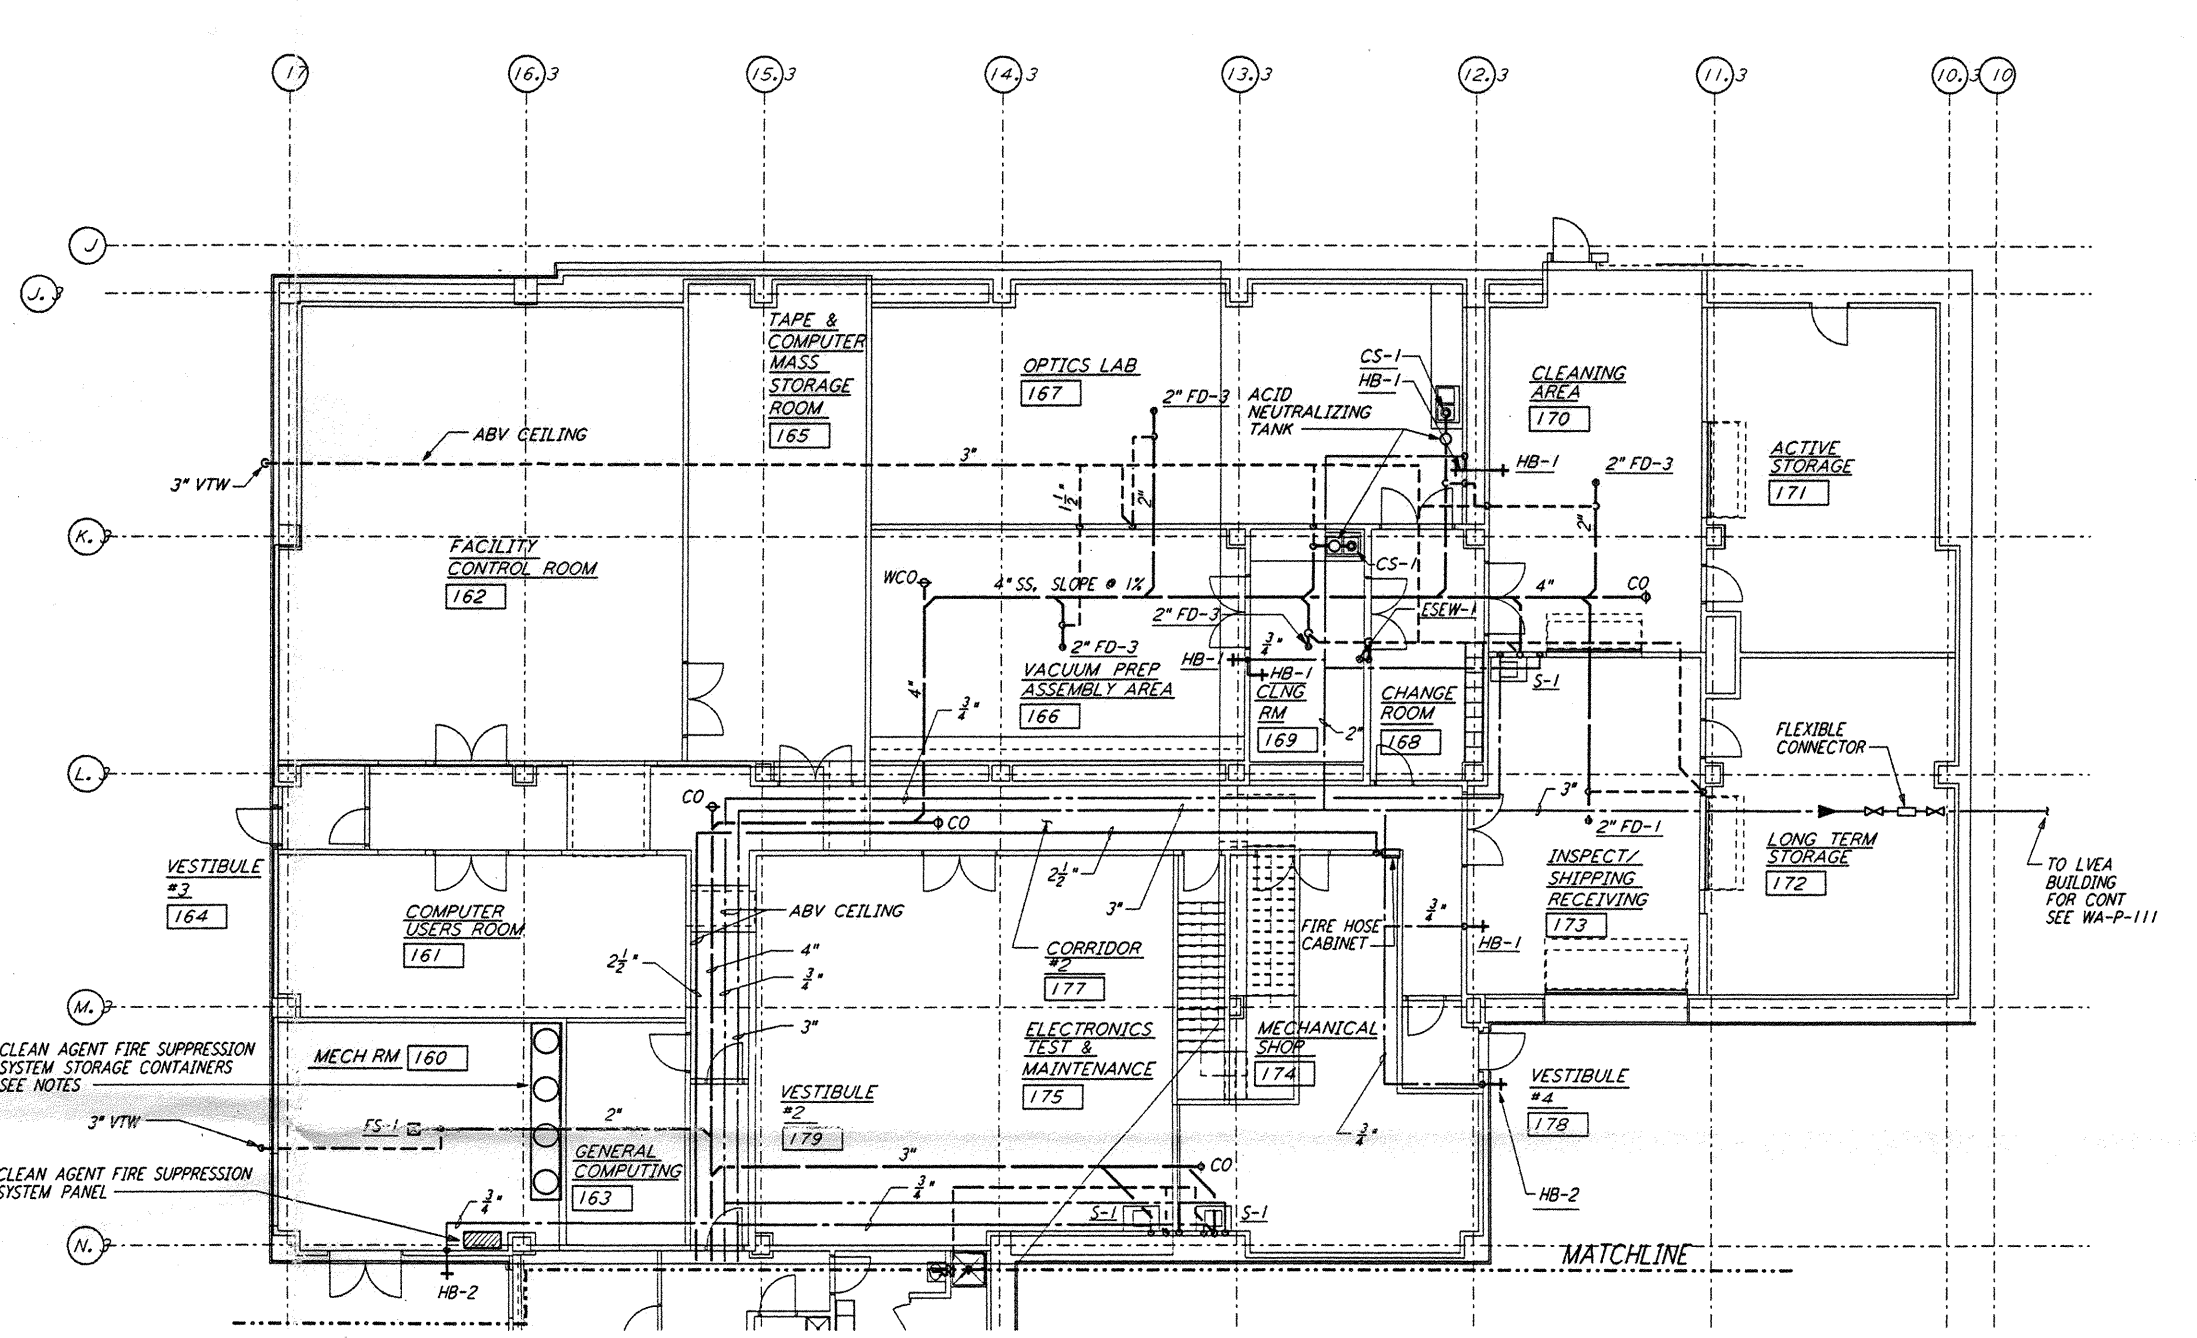 17
16.3
15.3
14.3
13.3
12.3
11.3
10.3
10
J
J.3
K.3
L.3
M.3
N.3
TAPE &
COMPUTER
MASS
STORAGE
ROOM
165
OPTICS LAB
167
2" FD-3
ACID
NEUTRALIZING
TANK
CS-1
HB-1
CLEANING
AREA
170
ABV CEILING
3" VTW
3"
1 1/2"
2"
HB-1
2" FD-3
2"
ACTIVE
STORAGE
171
FACILITY
CONTROL ROOM
162
WCO
4" SS. SLOPE @ 1%
CS-1
4"
CO
2" FD-3
ESEW-1
3/4"
2" FD-3
HB-1
HB-1
VACUUM PREP
ASSEMBLY AREA
166
4"
3/4"
CLNG
RM
169
2"
CHANGE
ROOM
168
S-1
FLEXIBLE
CONNECTOR
CO
CO
3"
2" FD-1
VESTIBULE
#3
164
COMPUTER
USERS ROOM
161
2 1/2"
3"
ABV CEILING
4"
2 1/2"
3/4"
3"
CORRIDOR
#2
177
FIRE HOSE
CABINET
3/4"
HB-1
INSPECT/
SHIPPING
RECEIVING
173
LONG TERM
STORAGE
172
TO LVEA
BUILDING
FOR CONT
SEE WA-P-111
CLEAN AGENT FIRE SUPPRESSION
SYSTEM STORAGE CONTAINERS
SEE NOTES
MECH RM 160
ELECTRONICS
TEST &
MAINTENANCE
175
MECHANICAL
SHOP
174
VESTIBULE
#4
178
VESTIBULE
#2
179
3" VTW
FS-1
2"
GENERAL
COMPUTING
163
3/4"
3"
CO
CLEAN AGENT FIRE SUPPRESSION
SYSTEM PANEL
3/4"
3/4"
S-1
S-1
HB-2
HB-2
MATCHLINE